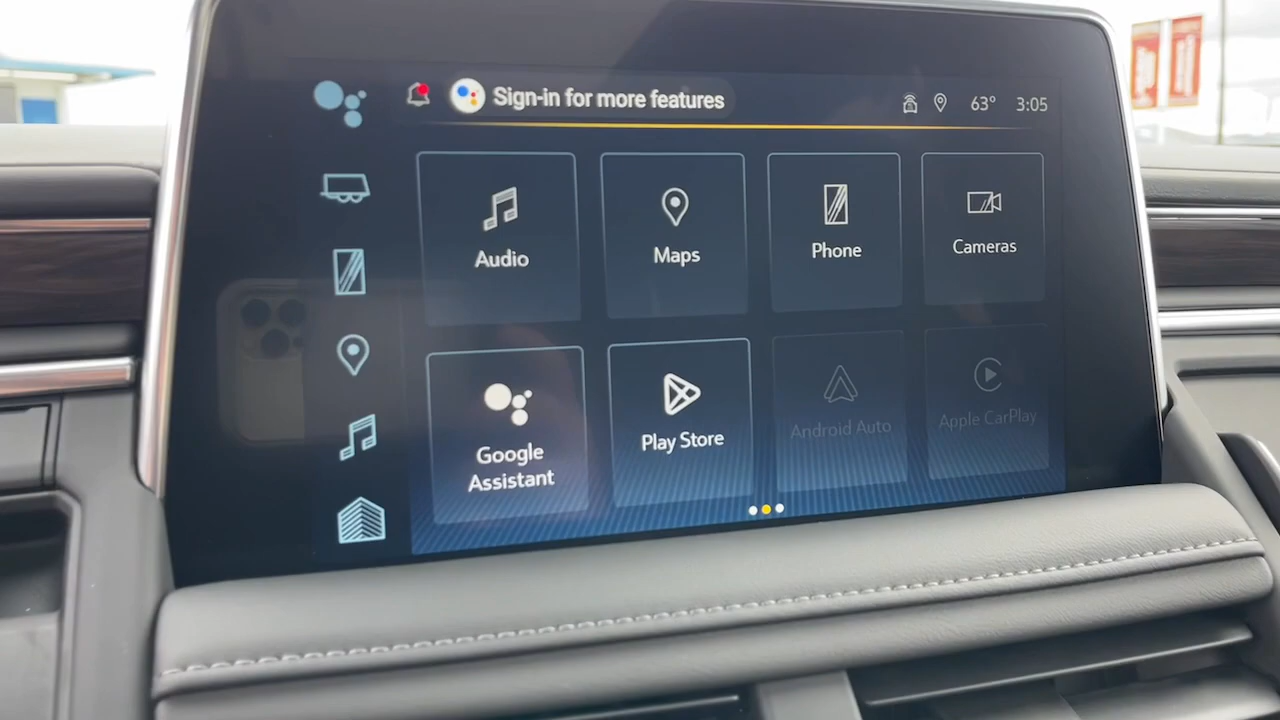 Sign-in for more features
63° 3:05
Audio
Maps
Phone
Cameras
Google
Assistant
Play Store
Android Auto
Apple CarPlay